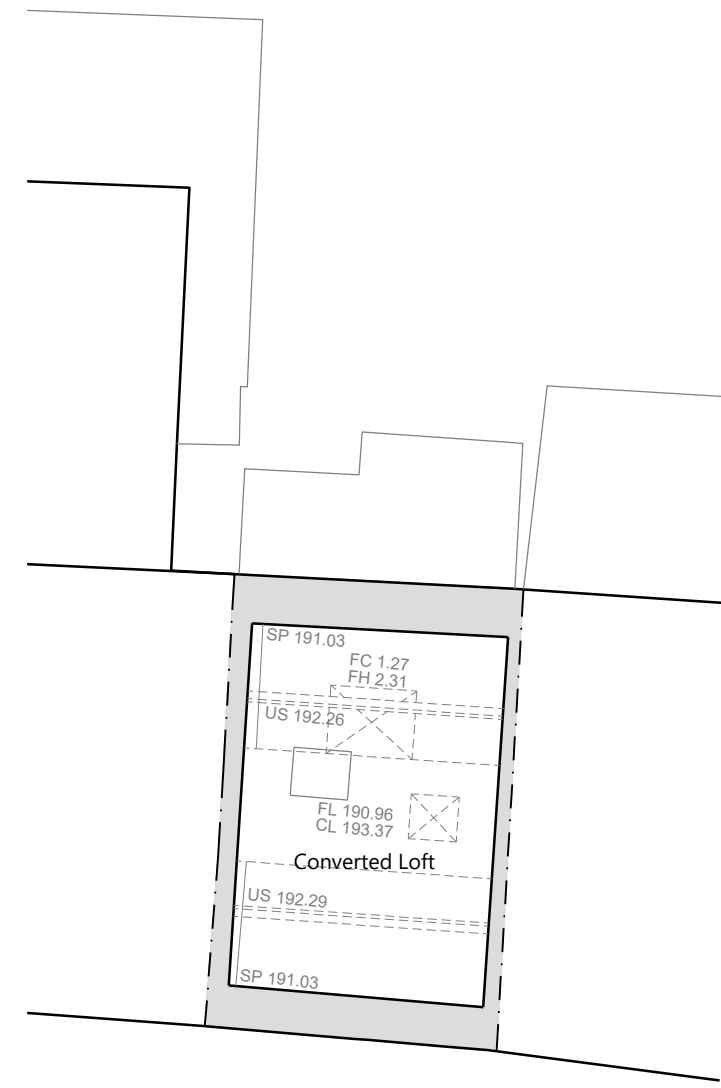 SP 191.03
FC 1.27
FH 2.31
US 192.26
FL 190.96
CL 193.37
Converted Loft
US 192.29
SP 191.03